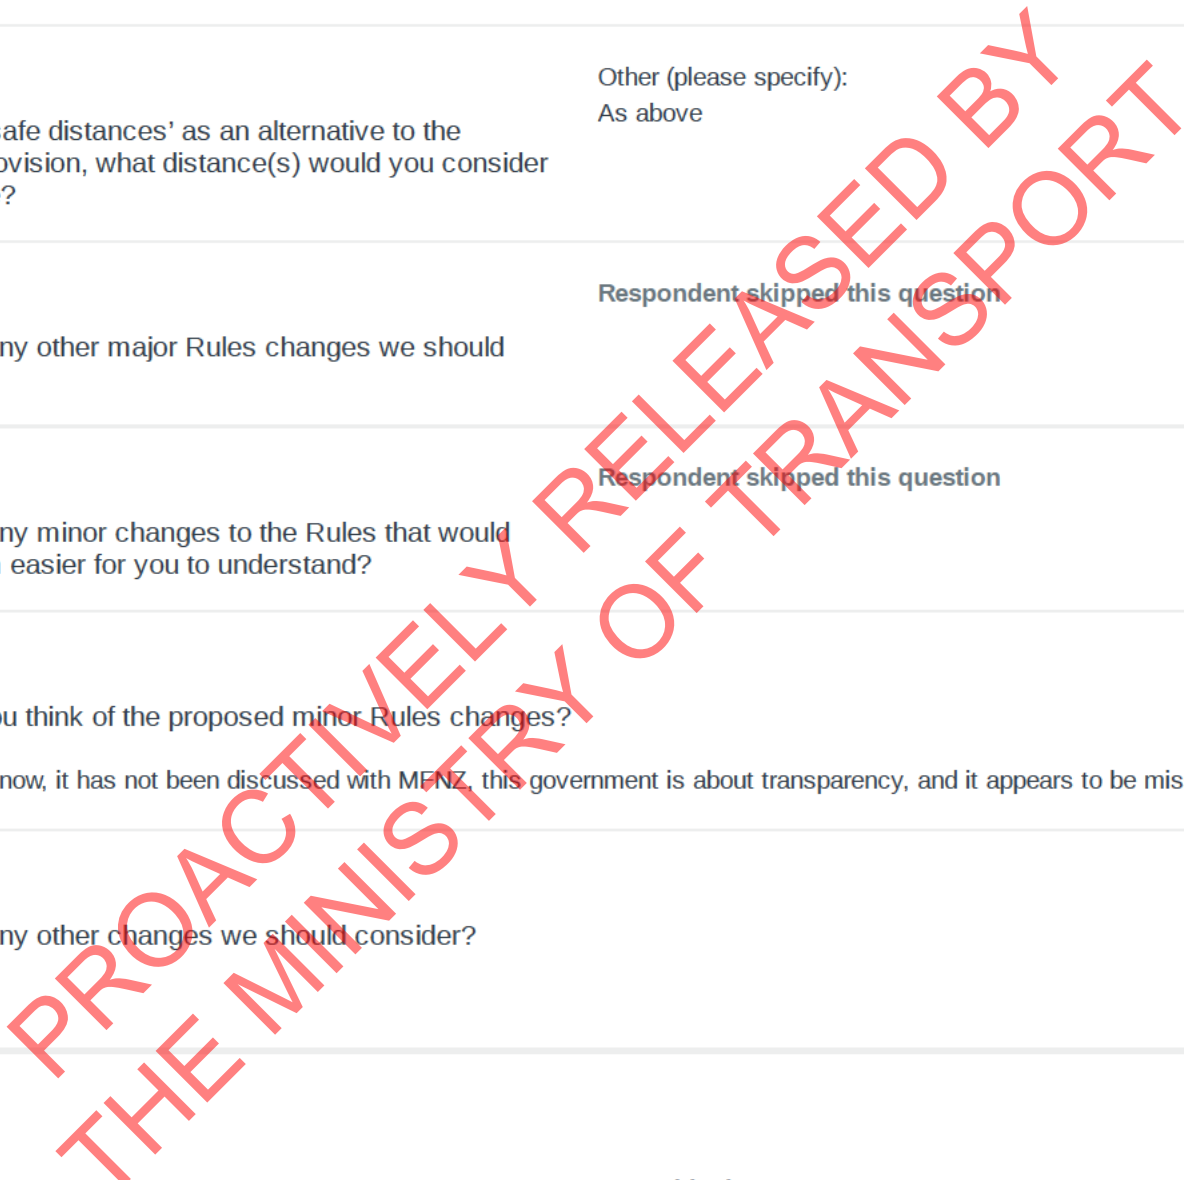 Other (please specify):
As above
safe distances’ as an alternative to the
ovision, what distance(s) would you consider
?
Respondent skipped this question
ny other major Rules changes we should
Respondent skipped this question
ny minor changes to the Rules that would
easier for you to understand?
ou think of the proposed minor Rules changes?
now, it has not been discussed with MFNZ, this government is about transparency, and it appears to be mis
ny other changes we should consider?
PROACTIVELY RELEASED BY
THE MINISTRY OF TRANSPORT